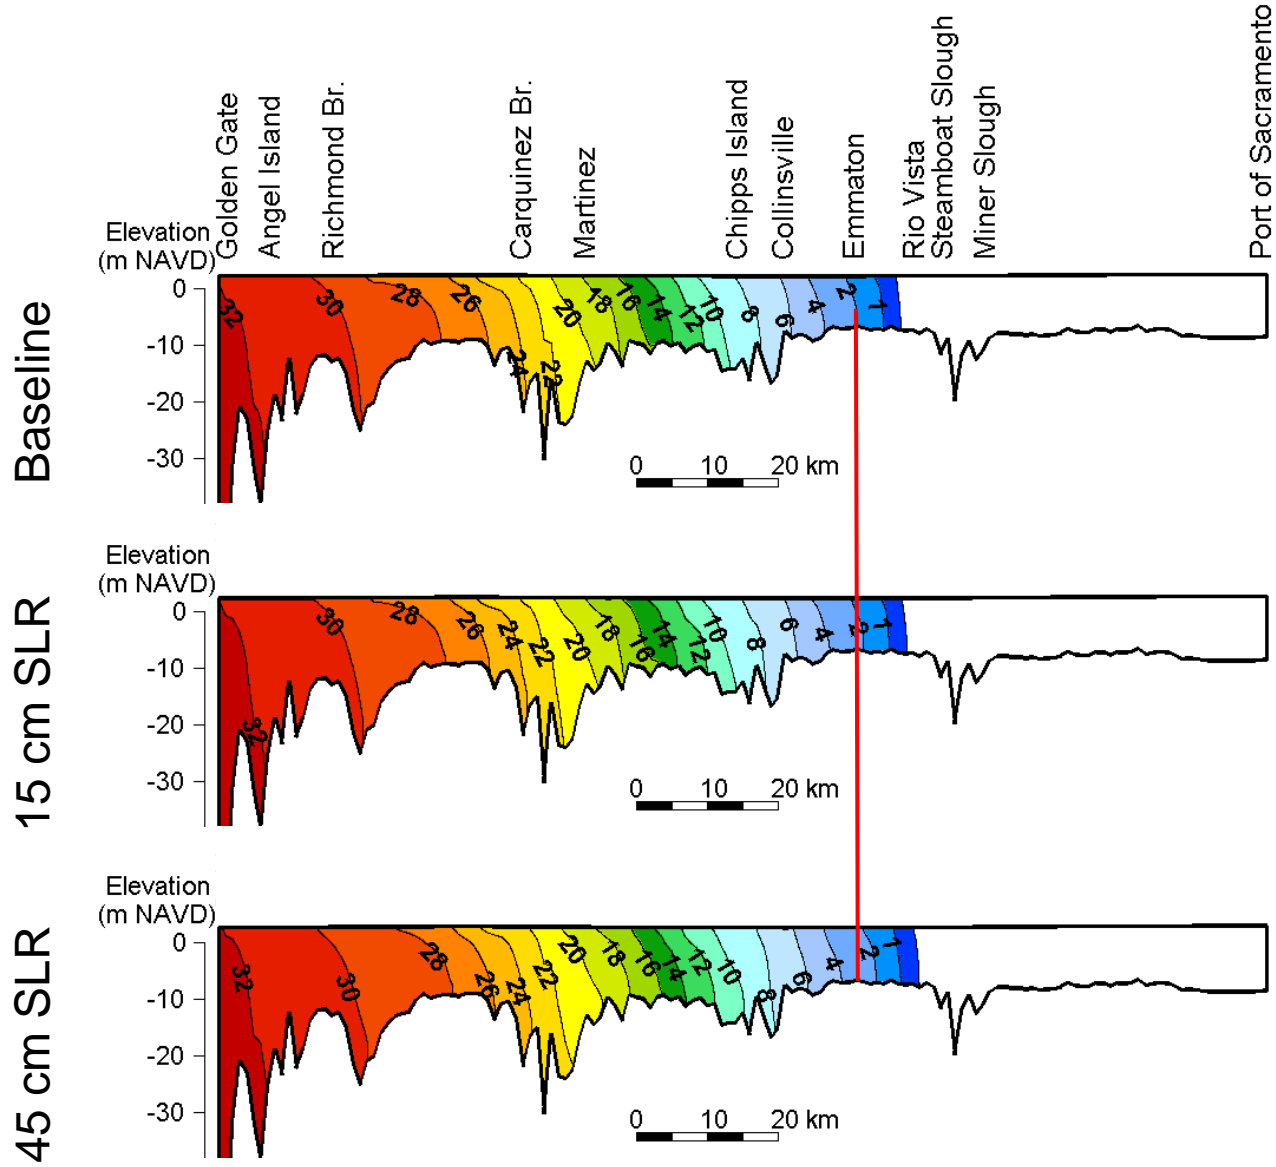 Golden Gate
Angel Island
Richmond Br.
Carquinez Br.
Martinez
Chipps Island
Collinsville
Emmaton
Rio Vista
Steamboat Slough
Miner Slough
Port of Sacramento
Baseline
Elevation
(m NAVD)
0
-10
-20
-30
32 30 28 26 24 22 20 18 16 14 12 10 8 6 4 2 1
0 10 20 km
15 cm SLR
Elevation
(m NAVD)
0
-10
-20
-30
32 30 28 26 24 22 20 18 16 14 12 10 8 6 4 2 1
0 10 20 km
45 cm SLR
Elevation
(m NAVD)
0
-10
-20
-30
32 30 28 26 24 22 20 18 16 14 12 10 8 6 4 2 1
0 10 20 km